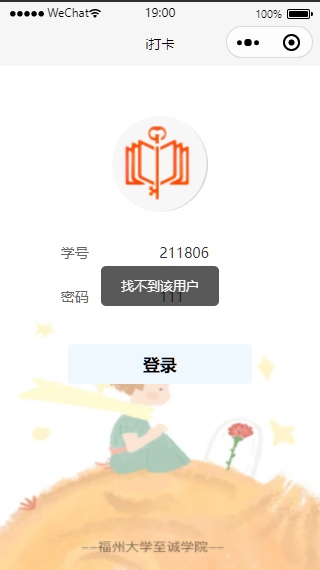 ●●●●● WeChat 19:00 100%
i打卡
学号 211806
找不到该用户
密码 111
登录
——福州大学至诚学院——